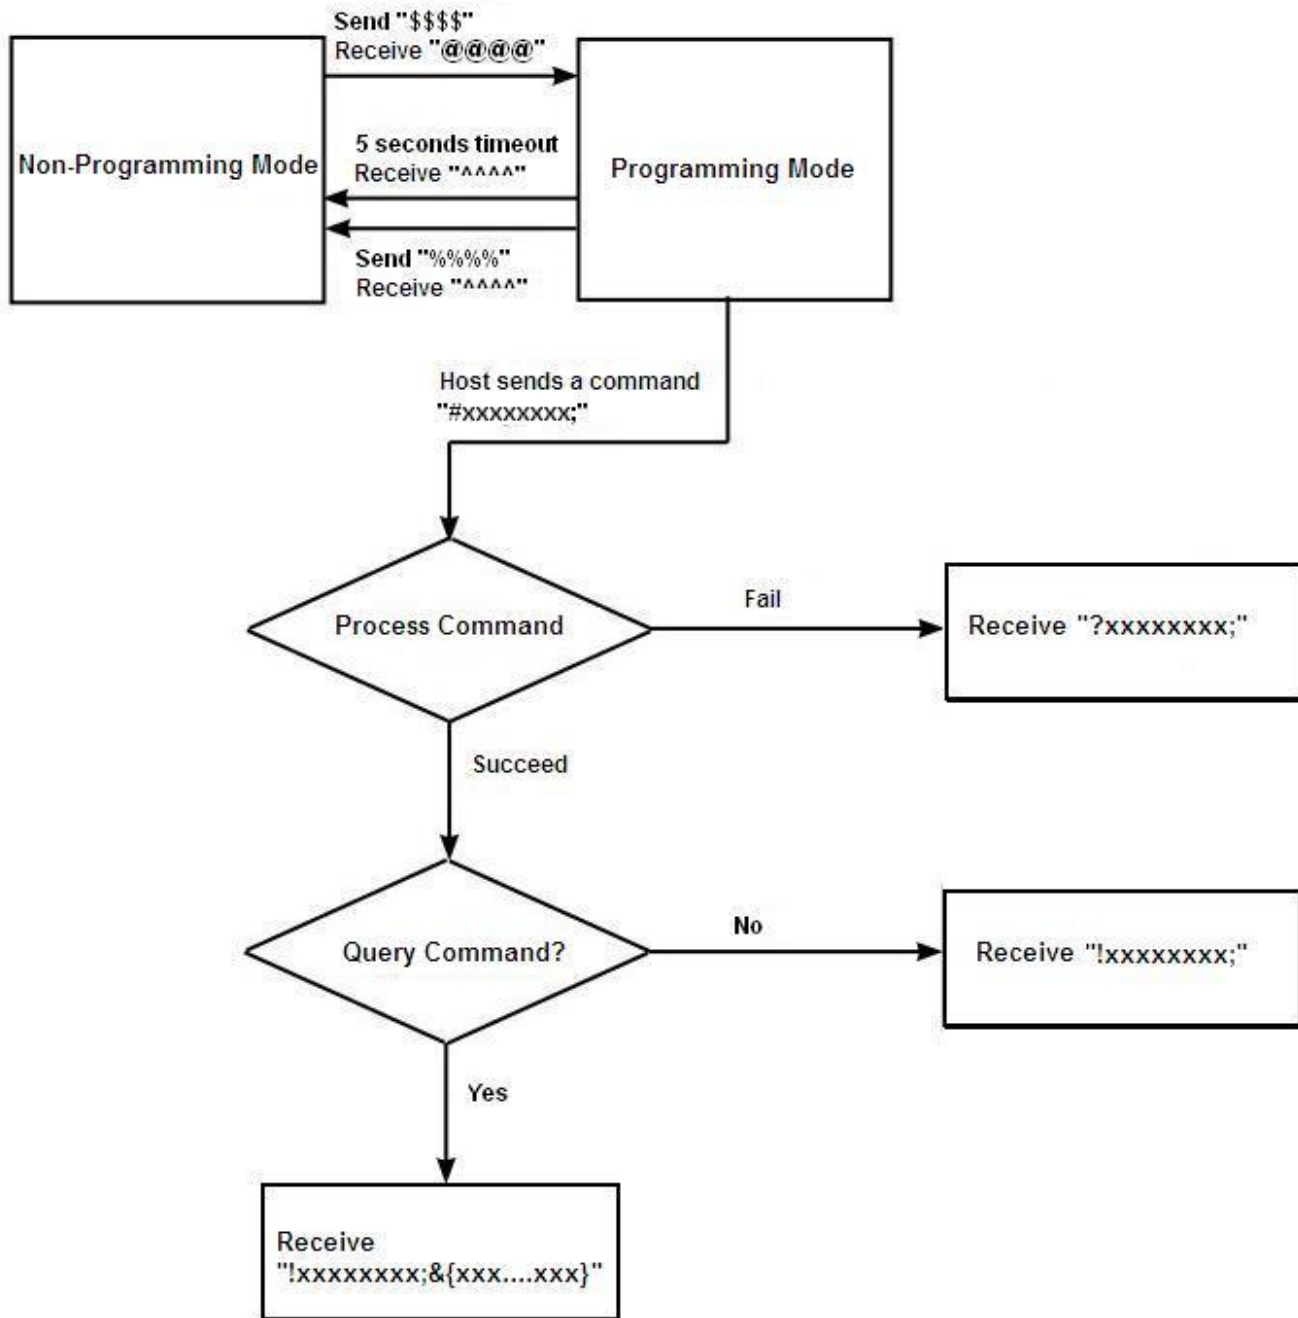 Send "$$$$"
Receive "@@@@"
Non-Programming Mode
5 seconds timeout
Receive "^^^^"
Programming Mode
Send "%%%%"
Receive "^^^^"
Host sends a command
"#xxxxxxxx;"
Process Command
Fail
Receive "?xxxxxxxx;"
Succeed
Query Command?
No
Receive "!xxxxxxxx;"
Yes
Receive
"!xxxxxxxx;&{xxx....xxx}"